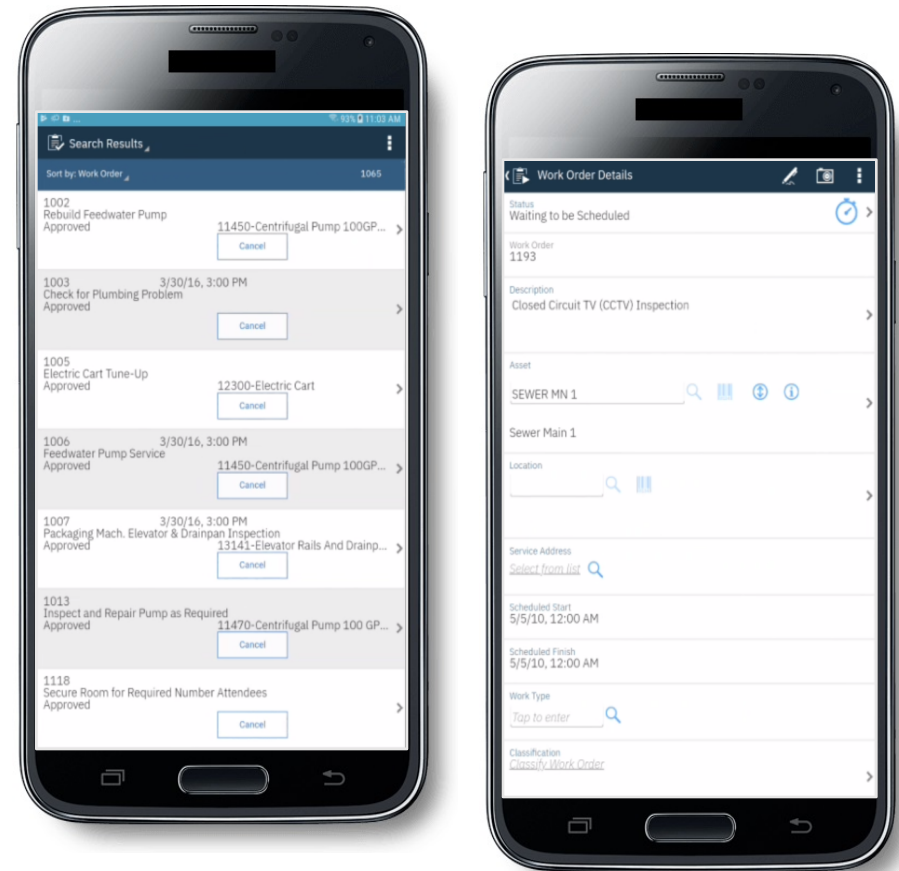 93% 11:03 AM
Search Results
Sort by: Work Order 1065
1002
Rebuild Feedwater Pump
Approved 11450-Centrifugal Pump 100GP...
Cancel
1003 3/30/16, 3:00 PM
Check for Plumbing Problem
Approved
Cancel
1005
Electric Cart Tune-Up
Approved 12300-Electric Cart
Cancel
1006 3/30/16, 3:00 PM
Feedwater Pump Service
Approved 11450-Centrifugal Pump 100GP...
Cancel
1007 3/30/16, 3:00 PM
Packaging Mach. Elevator & Drainpan Inspection
Approved 13141-Elevator Rails And Drainp...
Cancel
1013
Inspect and Repair Pump as Required
Approved 11470-Centrifugal Pump 100 GP...
Cancel
1118
Secure Room for Required Number Attendees
Approved
Cancel
Work Order Details
Status
Waiting to be Scheduled
Work Order
1193
Description
Closed Circuit TV (CCTV) Inspection
Asset
SEWER MN 1
Sewer Main 1
Location
Service Address
Select from list
Scheduled Start
5/5/10, 12:00 AM
Scheduled Finish
5/5/10, 12:00 AM
Work Type
Tap to enter
Classification
Classify Work Order